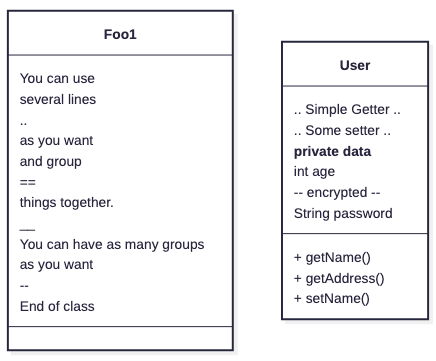 Foo1
You can use
several lines
..
as you want
and group
==
things together.
__
You can have as many groups
as you want
--
End of class
User
.. Simple Getter ..
.. Some setter ..
private data
int age
-- encrypted --
String password
+ getName()
+ getAddress()
+ setName()